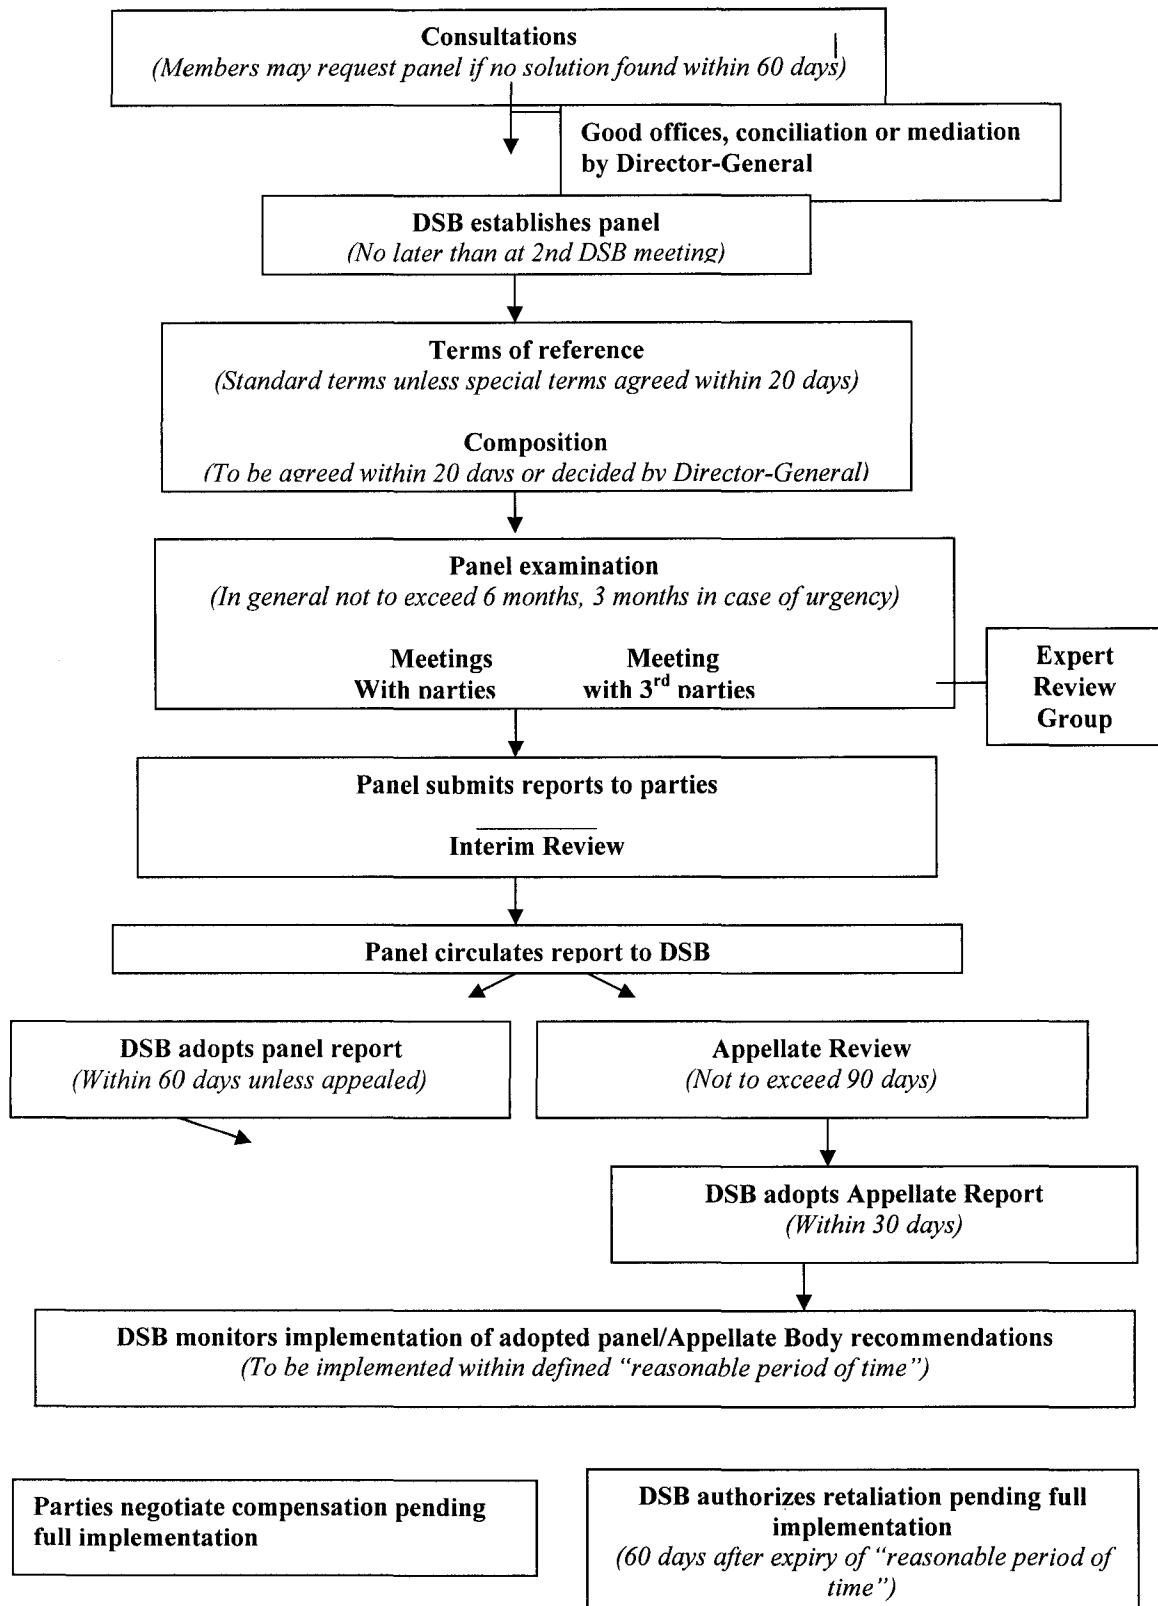 Consultations
(Members may request panel if no solution found within 60 days)
Good offices, conciliation or mediation
by Director-General
DSB establishes panel
(No later than at 2nd DSB meeting)
Terms of reference
(Standard terms unless special terms agreed within 20 days)
Composition
(To be agreed within 20 days or decided by Director-General)
Panel examination
(In general not to exceed 6 months, 3 months in case of urgency)
Meetings
With parties
Meeting
with 3rd parties
Expert
Review
Group
Panel submits reports to parties
Interim Review
Panel circulates report to DSB
DSB adopts panel report
(Within 60 days unless appealed)
Appellate Review
(Not to exceed 90 days)
DSB adopts Appellate Report
(Within 30 days)
DSB monitors implementation of adopted panel/Appellate Body recommendations
(To be implemented within defined “reasonable period of time”)
Parties negotiate compensation pending
full implementation
DSB authorizes retaliation pending full
implementation
(60 days after expiry of “reasonable period of
time”)